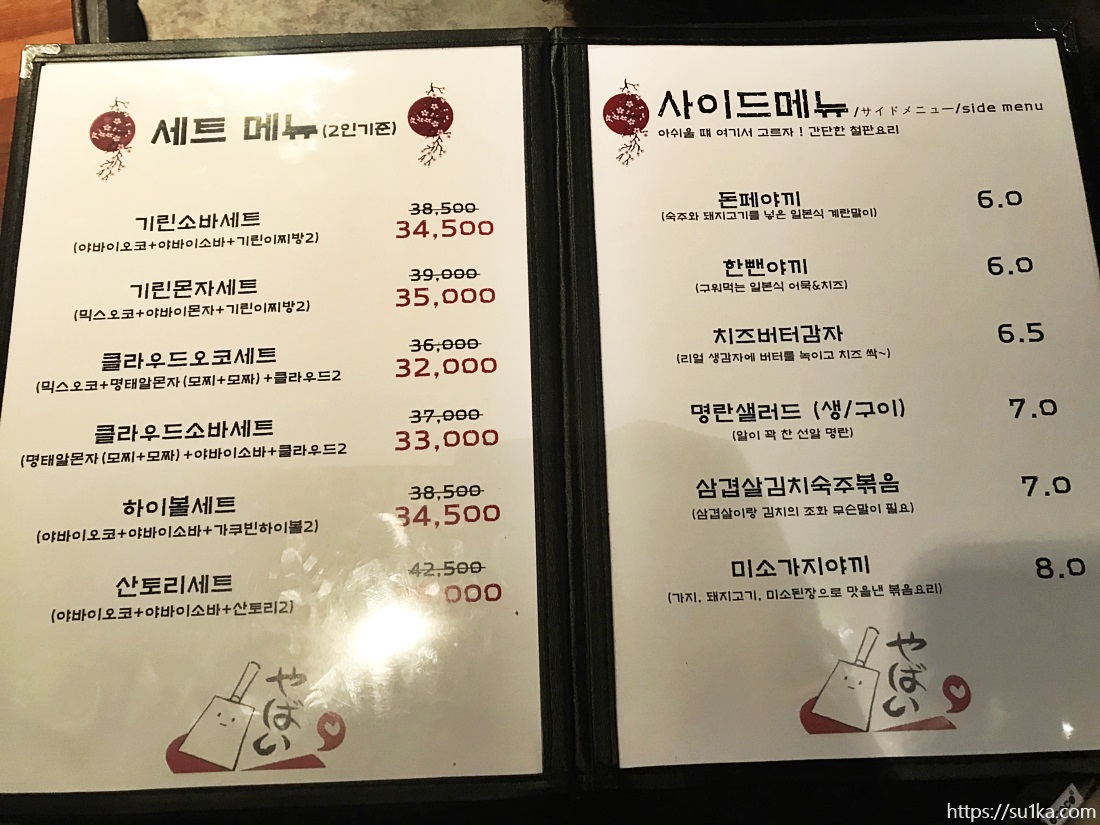 세트 메뉴(2인기준)
기린소바세트
38,500
34,500
(야바이오코+야바이소바+기린이찌방2)
기린몬자세트
39,000
35,000
(믹스오코+야바이몬자+기린이찌방2)
클라우드오코세트
36,000
32,000
(믹스오코+명태알몬자(모찌+모짜)+클라우드2
클라우드소바세트
37,000
33,000
(명태알몬자(모찌+모짜)+야바이소바+클라우드2
하이볼세트
38,500
34,500
(야바이오코+야바이소바+가쿠빈하이볼2)
산토리세트
42,500
,000
(야바이오코+야바이소바+산토리2)
やばい
사이드메뉴/サイドメニュー/side menu
아쉬울 떄 여기서 고르자 ! 간단한 철판요리
돈페야끼 6.0
(숙주와 돼지고기를 넣은 일본식 계란말이)
한뺀야끼 6.0
(구워먹는 일본식 어묵&치즈)
치즈버터감자 6.5
(리얼 생감자에 버터를 녹이고 치즈 싹~)
명란샐러드 (생/구이) 7.0
(알이 꽉 찬 선알 명란)
삼겹살김치숙주볶음 7.0
(삼겹살이랑 김치의 조화 무슨말이 필요)
미소가지야끼 8.0
(가지, 돼지고기, 미소된장으로 맛을낸 볶음요리)
やばい
https://su1ka.com